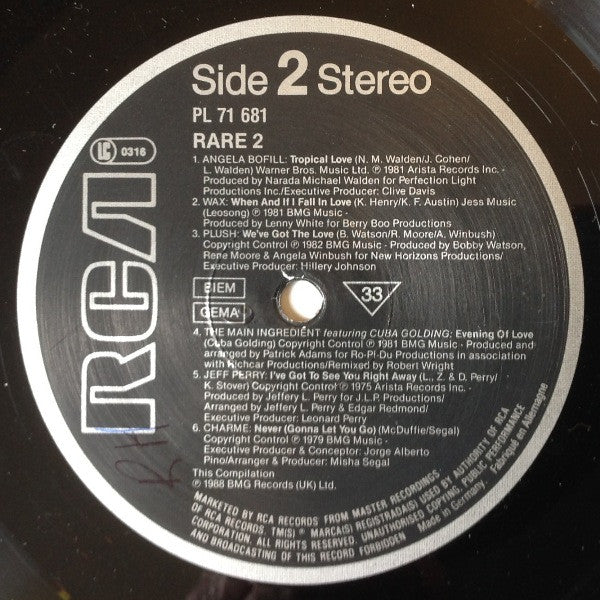 Side 2 Stereo
PL 71 681
RARE 2
LC 0316
RCA
1. ANGELA BOFILL: Tropical Love (N. M. Walden/J. Cohen/
L. Walden) Warner Bros. Music Ltd. ℗ 1981 Arista Records Inc. ·
Produced by Narada Michael Walden for Perfection Light
Productions Inc./Executive Producer: Clive Davis
2. WAX: When And If I Fall In Love (K. Henry/K. F. Austin) Jess Music
(Leosong) ℗ 1981 BMG Music ·
Produced by Lenny White for Berry Boo Productions
3. PLUSH: We've Got The Love (B. Watson/R. Moore/A. Winbush)
Copyright Control ℗ 1982 BMG Music · Produced by Bobby Watson,
Rene Moore & Angela Winbush for New Horizons Productions/
Executive Producer: Hillery Johnson
BIEM
GEMA
33
4. THE MAIN INGREDIENT featuring CUBA GOLDING: Evening Of Love
(Cuba Golding) Copyright Control ℗ 1981 BMG Music · Produced and
arranged by Patrick Adams for Ro-Pl-Du Productions in association
with Kichcar Productions/Remixed by Robert Wright
5. JEFF PERRY: I've Got To See You Right Away (L., Z. & D. Perry/
K. Stover) Copyright Control ℗ 1975 Arista Records Inc. ·
Produced by Jeffery L. Perry for J.L.P. Productions/
Arranged by Jeffery L. Perry & Edgar Redmond/
Executive Producer: Leonard Perry
6. CHARME: Never (Gonna Let You Go) (McDuffie/Segal)
Copyright Control ℗ 1979 BMG Music ·
Executive Producer & Conceptor: Jorge Alberto
Pino/Arranger & Producer: Misha Segal
This Compilation
℗ 1988 BMG Records (UK) Ltd.
MARKETED BY RCA RECORDS FROM MASTER RECORDINGS
OF RCA RECORDS. TM(S) ® MARCA(S) REGISTRADA(S) USED BY AUTHORITY OF RCA
CORPORATION. ALL RIGHTS RESERVED. UNAUTHORISED COPYING, PUBLIC PERFORMANCE
AND BROADCASTING OF THIS RECORD FORBIDDEN
Made in Germany. Fabriqué en Allemagne